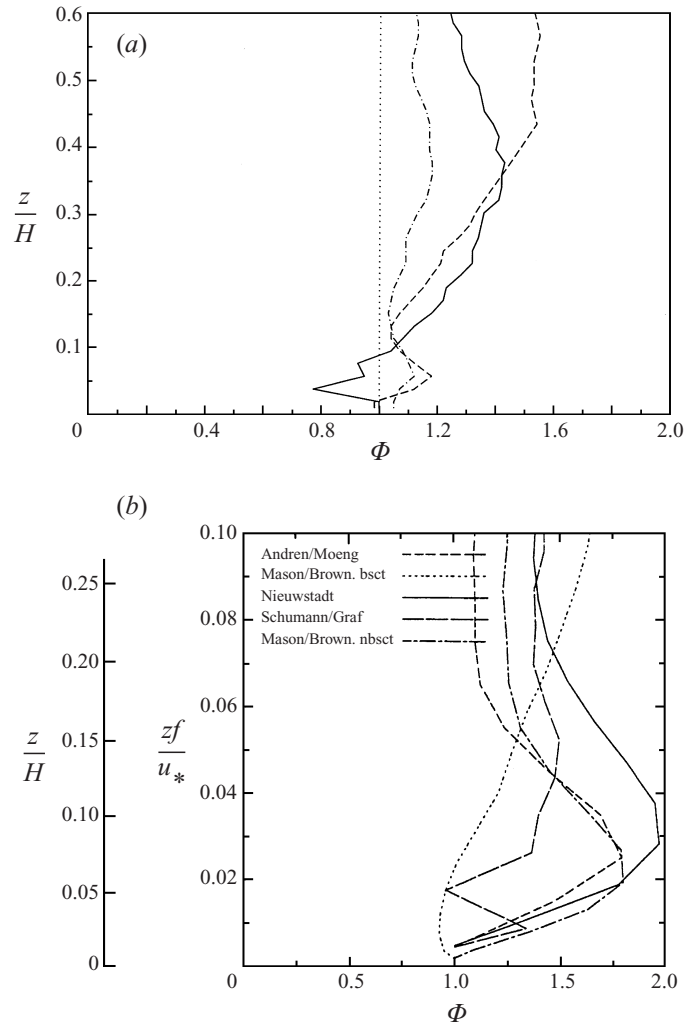 (a)
0.6
0.5
0.4
0.3
0.2
0.1
z
H
0 0.4 0.8 1.2 1.6 2.0
Φ
(b)
0.25
0.20
0.15
0.10
0.05
0
z
H
0.10
0.08
0.06
0.04
0.02
zf
u*
Andren/Moeng
Mason/Brown. bsct
Nieuwstadt
Schumann/Graf
Mason/Brown. nbsct
0 0.5 1.0 1.5 2.0
Φ